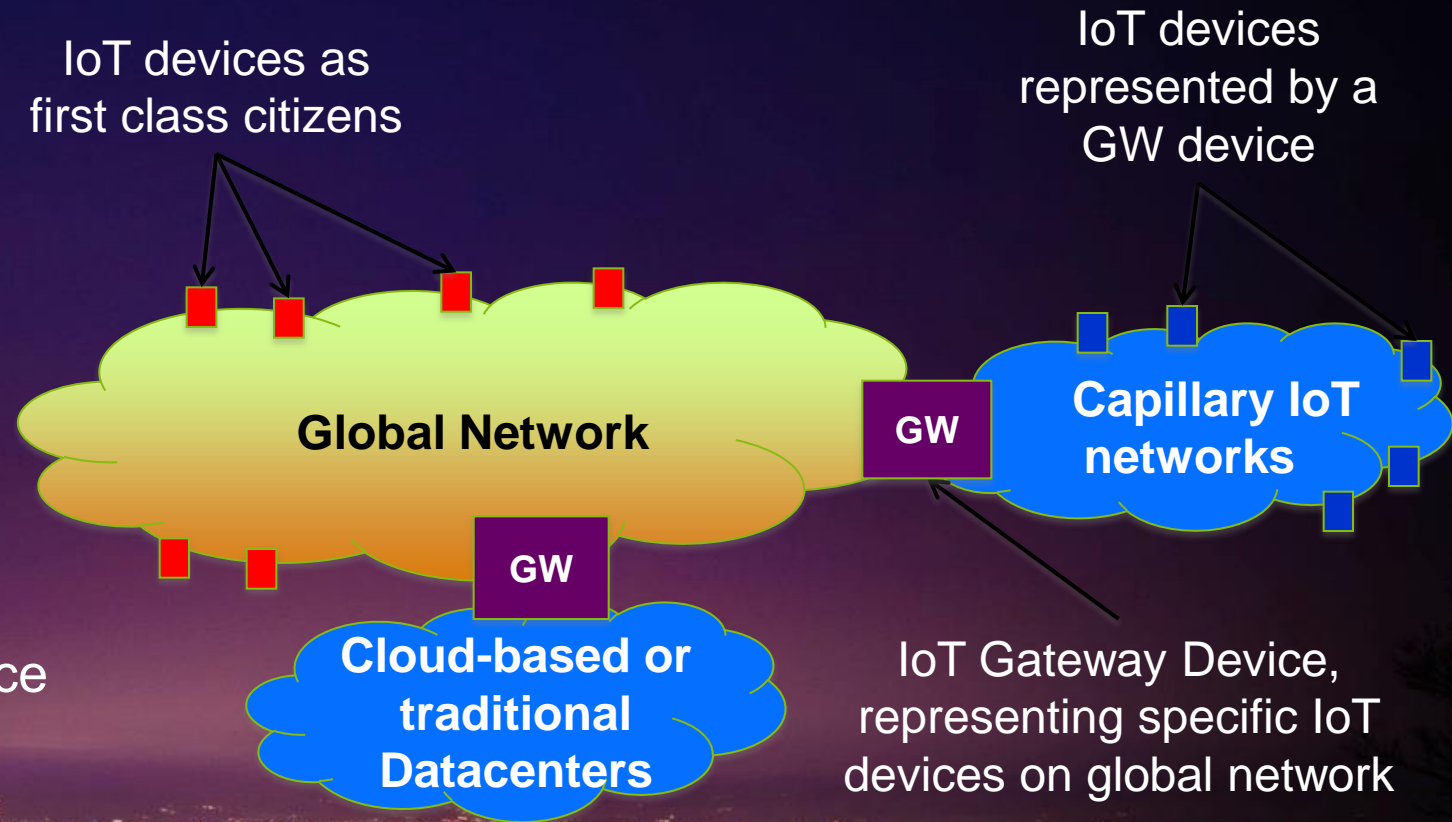 IoT devices as
first class citizens
IoT devices
represented by a
GW device
Global Network
GW
Capillary IoT
networks
GW
Cloud-based or
traditional
Datacenters
ce
IoT Gateway Device,
representing specific IoT
devices on global network